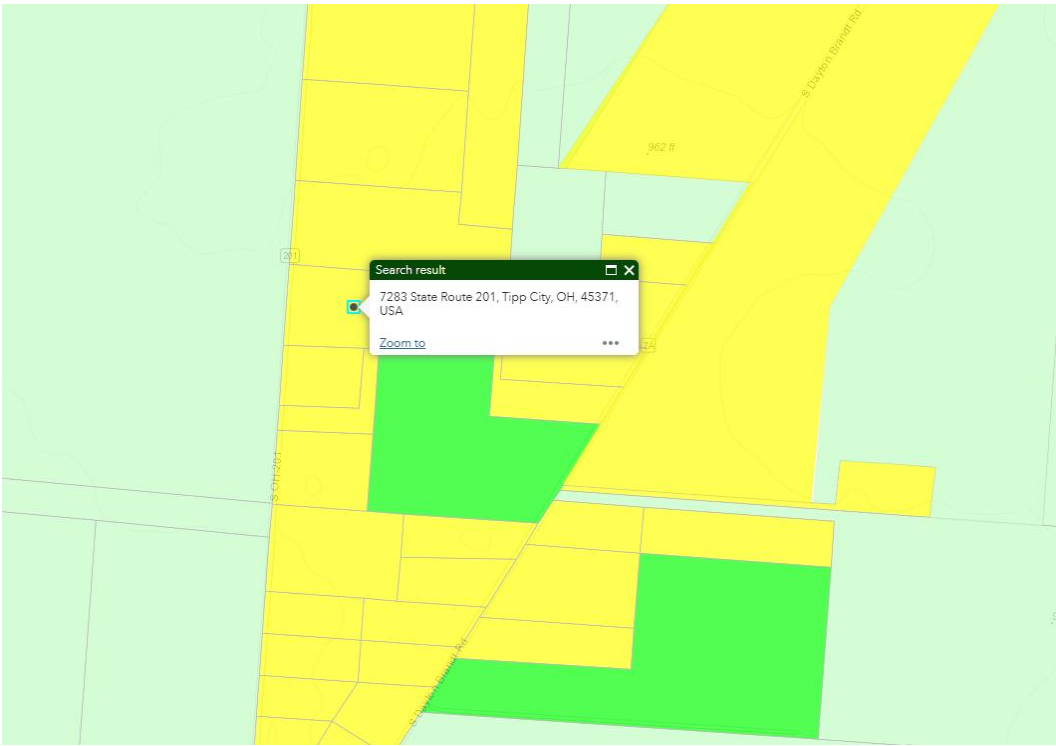 S Dayton Brandt Rd
962 ft
201
Search result
7283 State Route 201, Tipp City, OH, 45371,
USA
Zoom to
S OH-201
S Dayton Brandt Rd